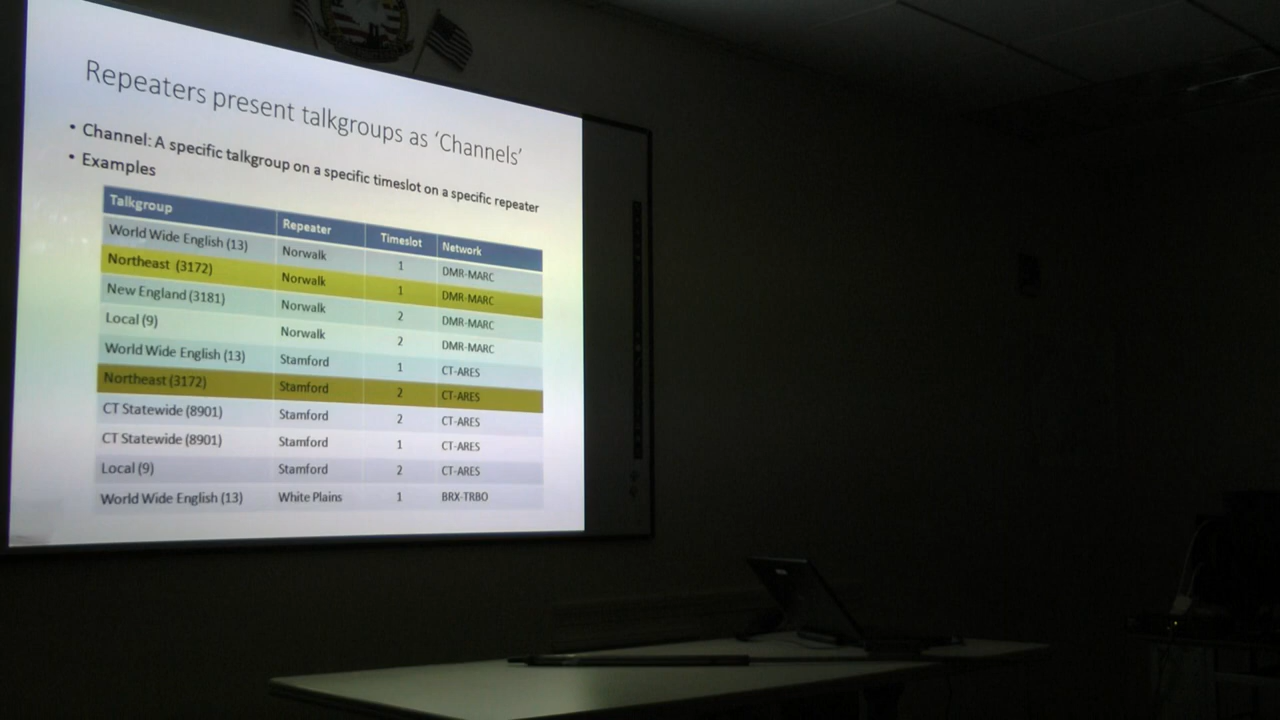 Repeaters present talkgroups as ‘Channels’
• Channel: A specific talkgroup on a specific timeslot on a specific repeater
• Examples
Talkgroup Repeater Timeslot Network
World Wide English (13) Norwalk 1 DMR-MARC
Northeast (3172) Norwalk 1 DMR-MARC
New England (3181) Norwalk 2 DMR-MARC
Local (9) Norwalk 2 DMR-MARC
World Wide English (13) Stamford 1 CT-ARES
Northeast (3172) Stamford 2 CT-ARES
CT Statewide (8901) Stamford 2 CT-ARES
CT Statewide (8901) Stamford 1 CT-ARES
Local (9) Stamford 2 CT-ARES
World Wide English (13) White Plains 1 BRX-TRBO